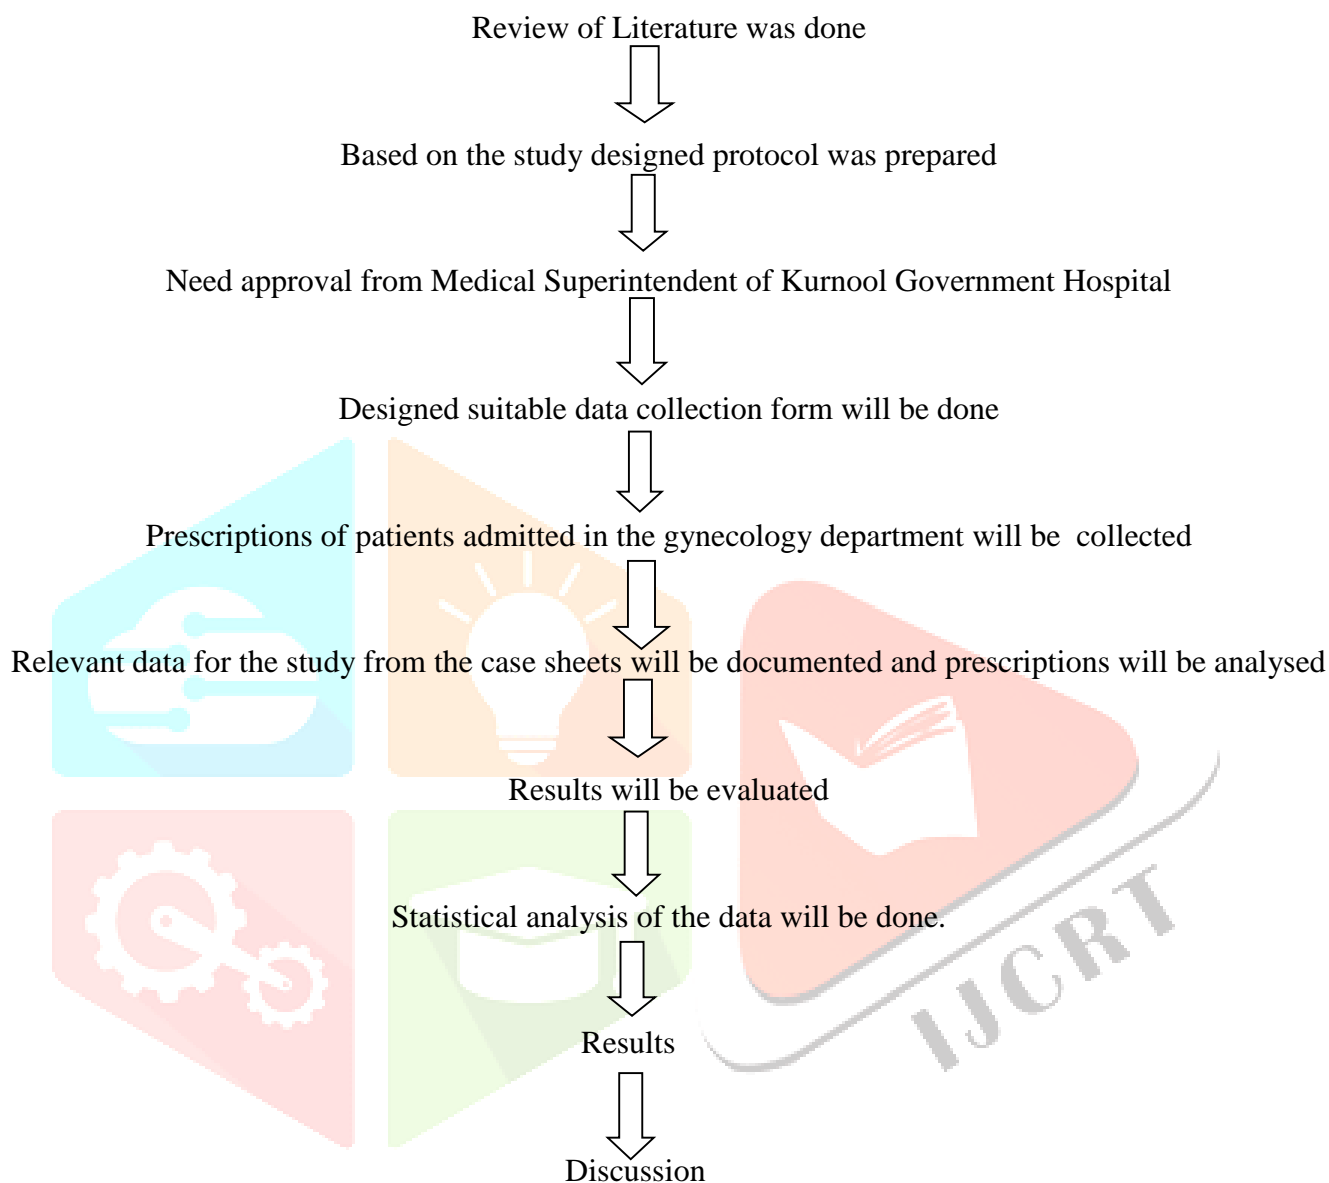 Review of Literature was done
Based on the study designed protocol was prepared
Need approval from Medical Superintendent of Kurnool Government Hospital
Designed suitable data collection form will be done
Prescriptions of patients admitted in the gynecology department will be collected
Relevant data for the study from the case sheets will be documented and prescriptions will be analysed
Results will be evaluated
Statistical analysis of the data will be done.
IJCRT
Results
Discussion